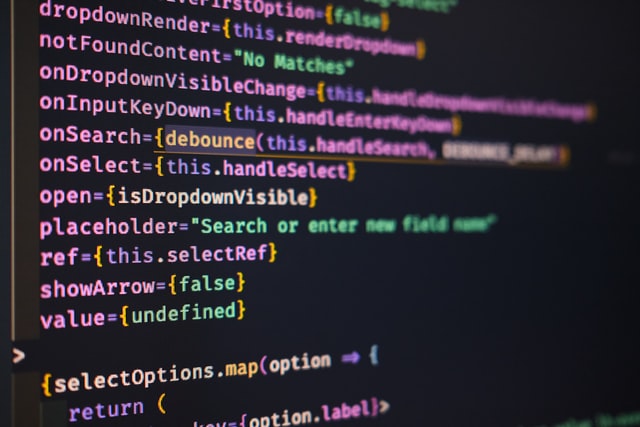 FirstOption={false}
dropdownRender={this.renderDropdown}
notFoundContent="No Matches"
onDropdownVisibleChange={this.handleDropdownVisibleChange}
onInputKeyDown={this.handleEnterKeyDown}
onSearch={debounce(this.handleSearch, DEBOUNCE_DELAY)}
onSelect={this.handleSelect}
open={isDropdownVisible}
placeholder="Search or enter new field name"
ref={this.selectRef}
showArrow={false}
value={undefined}
>
{selectOptions.map(option => {
return (
key={option.label}>